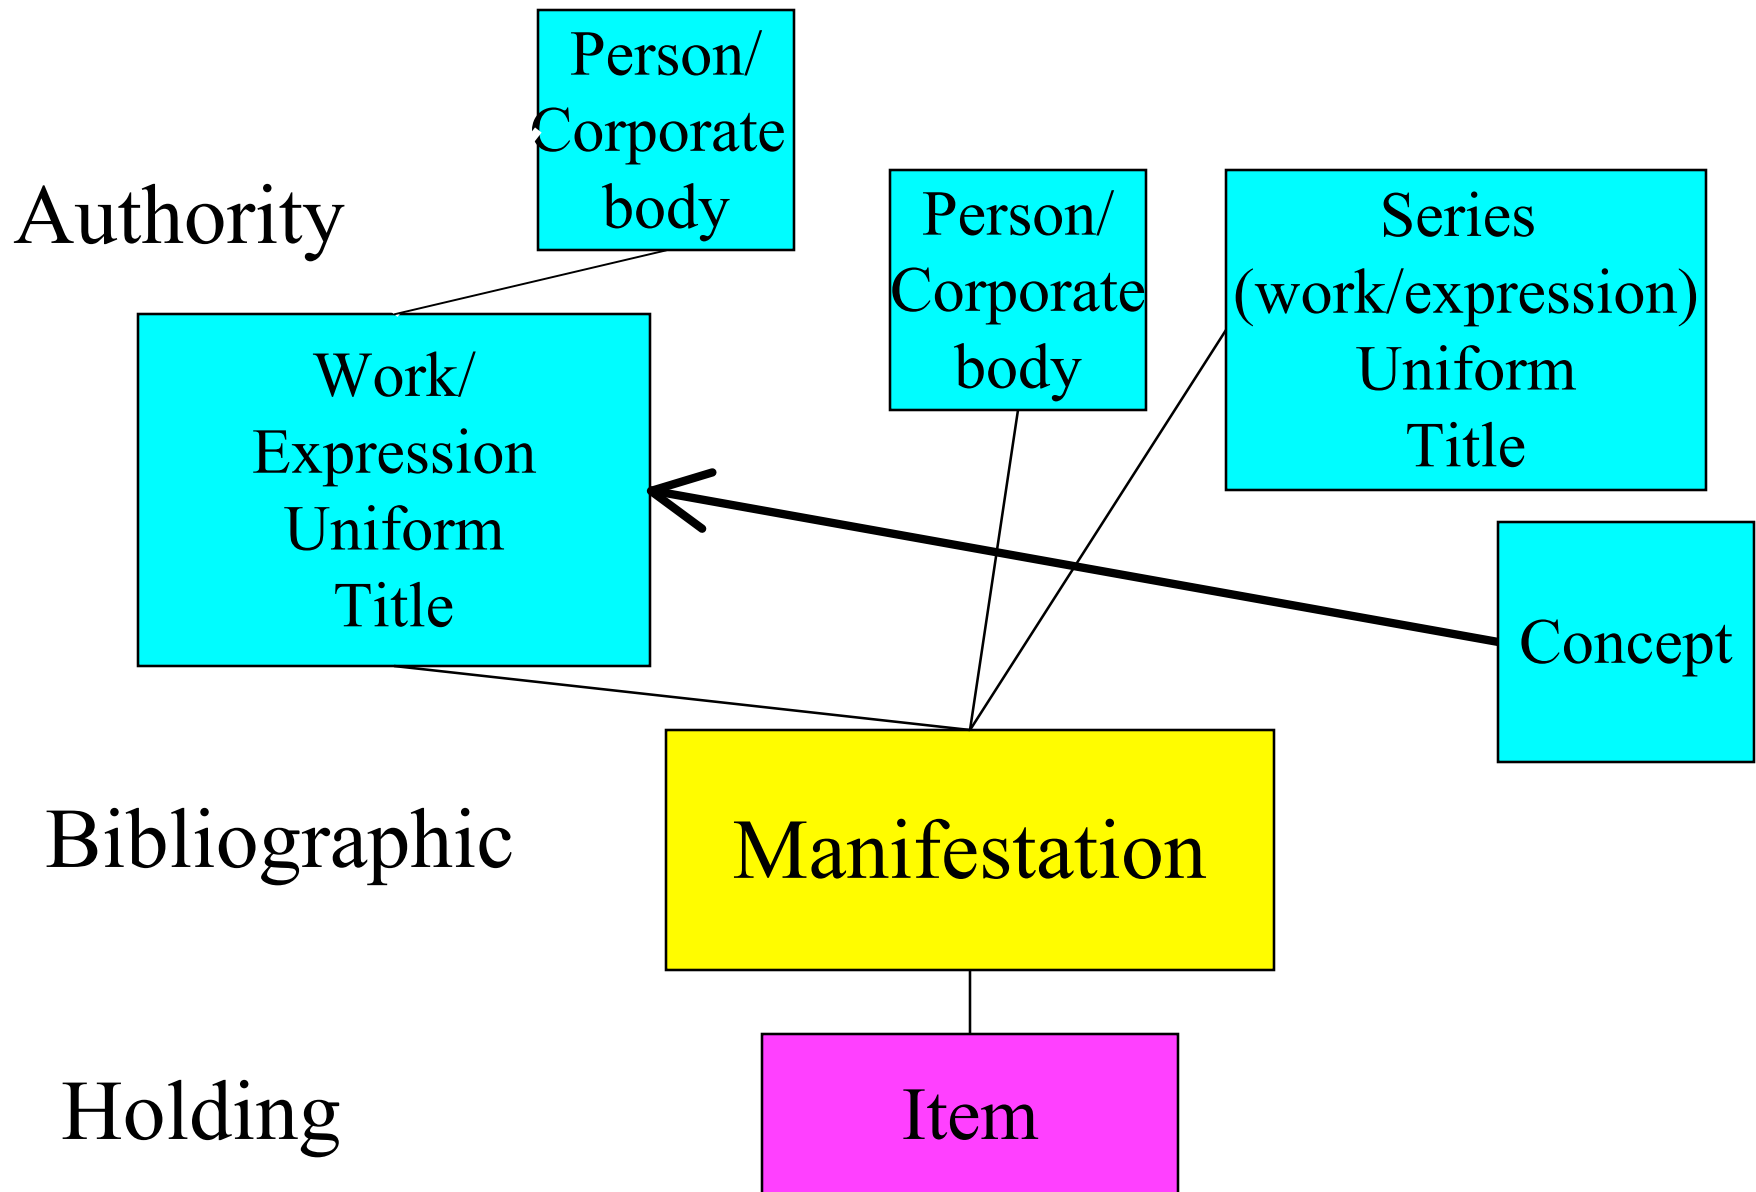 Person/
Corporate
body
Authority
Person/
Corporate
body
Series
(work/expression)
Uniform
Title
Work/
Expression
Uniform
Title
Concept
Bibliographic
Manifestation
Holding
Item